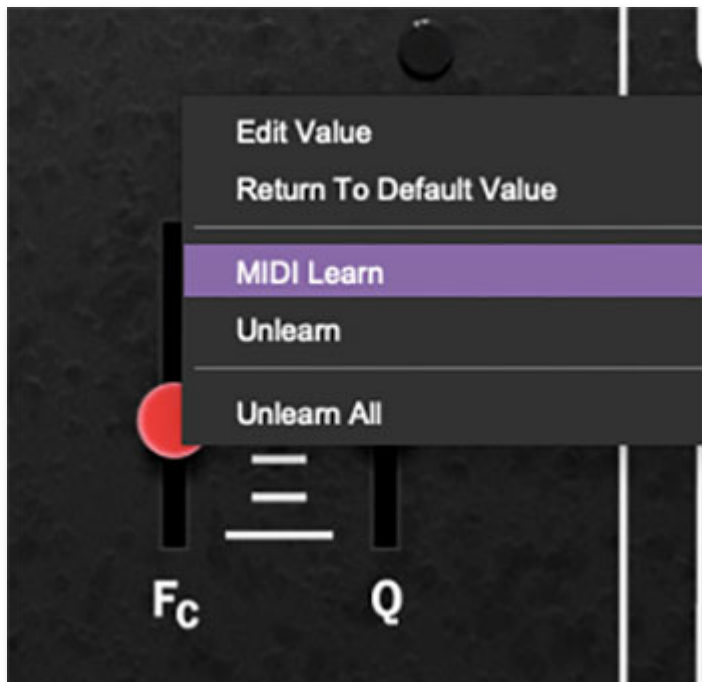 Edit Value
Return To Default Value
MIDI Learn
Unlearn
Unlearn All
Fc Q